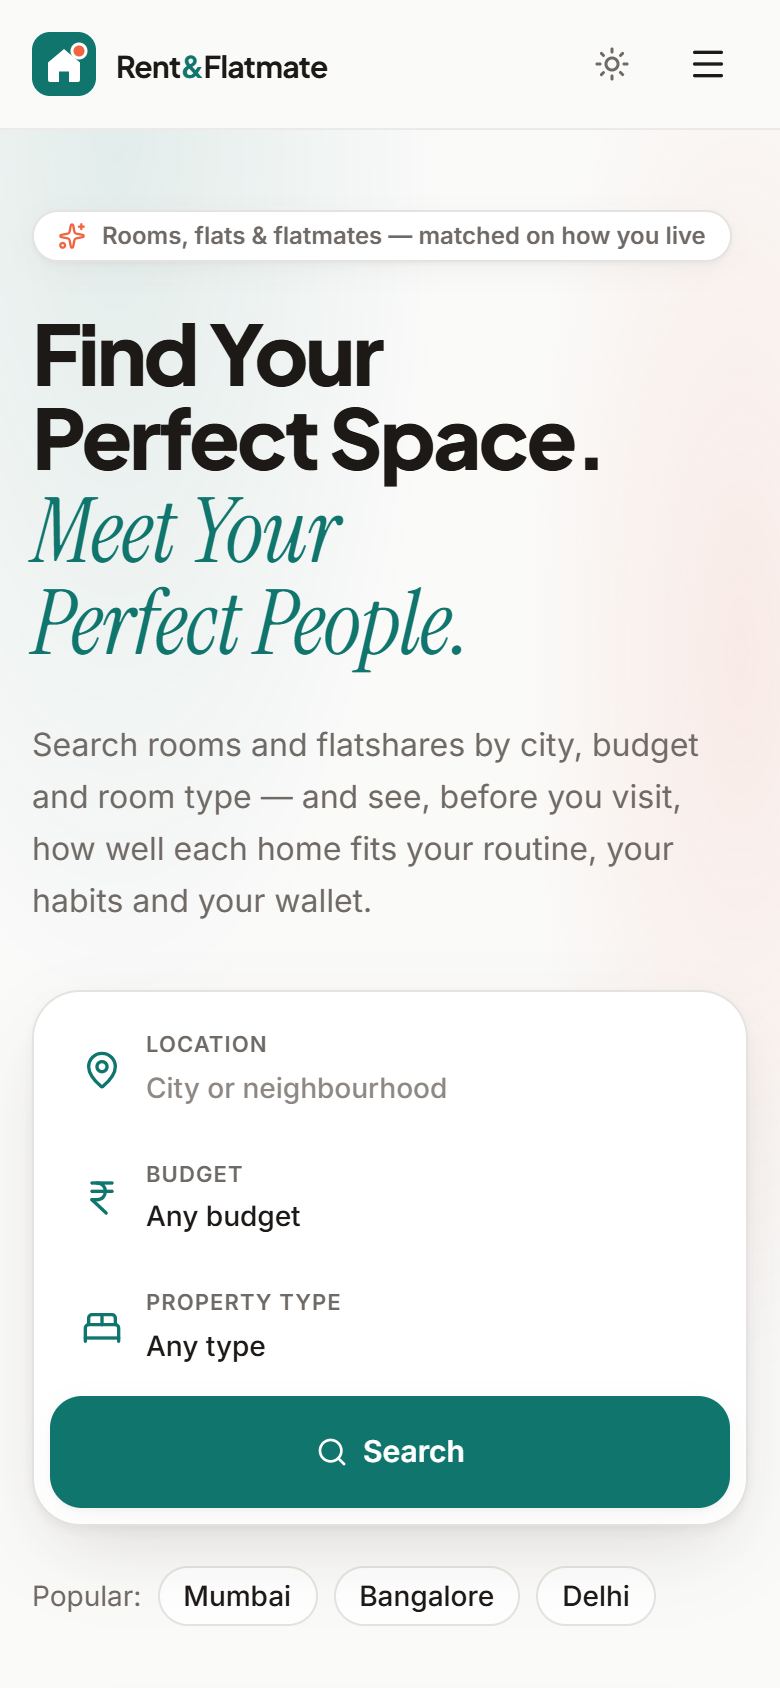 Rent&Flatmate
Rooms, flats & flatmates — matched on how you live
Find Your
Perfect Space.
Meet Your
Perfect People.
Search rooms and flatshares by city, budget
and room type — and see, before you visit,
how well each home fits your routine, your
habits and your wallet.
LOCATION
City or neighbourhood
₹
BUDGET
Any budget
PROPERTY TYPE
Any type
Search
Popular: Mumbai Bangalore Delhi